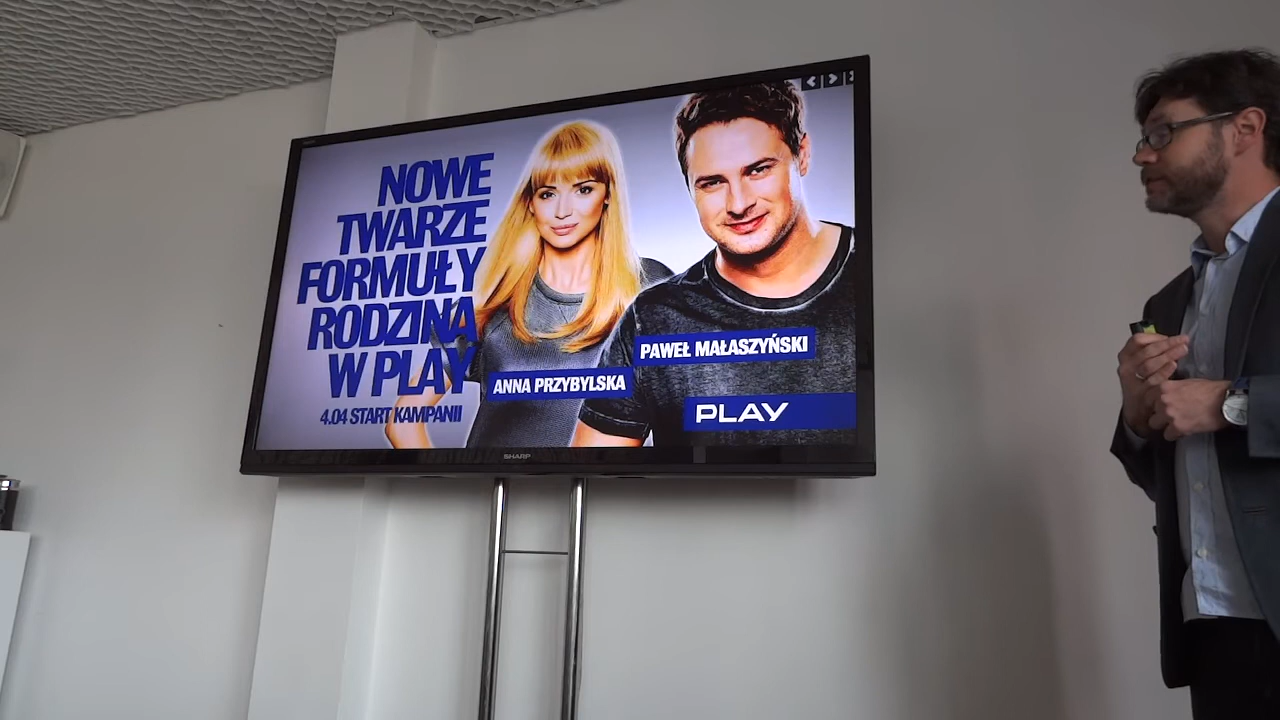 NOWE
TWARZE
FORMUŁY
RODZINA
W PLAY
4.04 START KAMPANII
ANNA PRZYBYLSKA
PAWEŁ MAŁASZYŃSKI
PLAY
SHARP